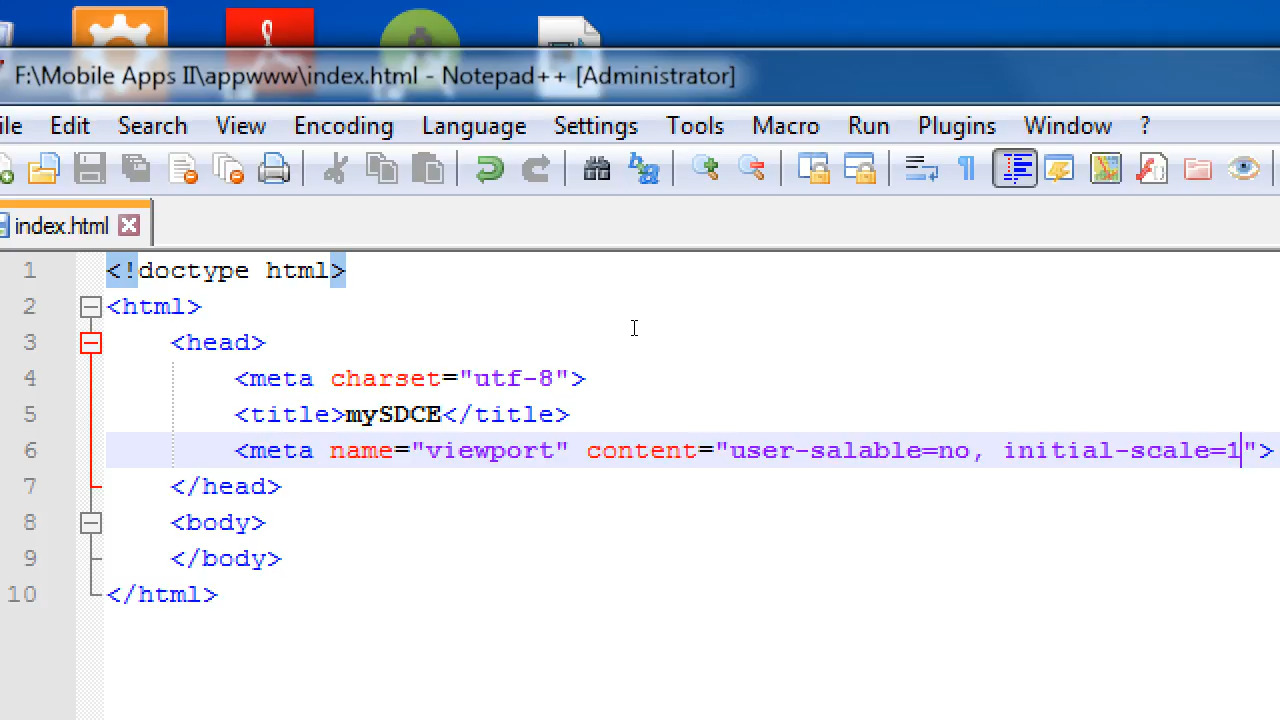 F:\Mobile Apps II\appwww\index.html - Notepad++ [Administrator]
ile Edit Search View Encoding Language Settings Tools Macro Run Plugins Window ?
index.html
1 <!doctype html>
2 <html>
3 <head>
4 <meta charset="utf-8">
5 <title>mySDCE</title>
6 <meta name="viewport" content="user-salable=no, initial-scale=1">
7 </head>
8 <body>
9 </body>
10 </html>